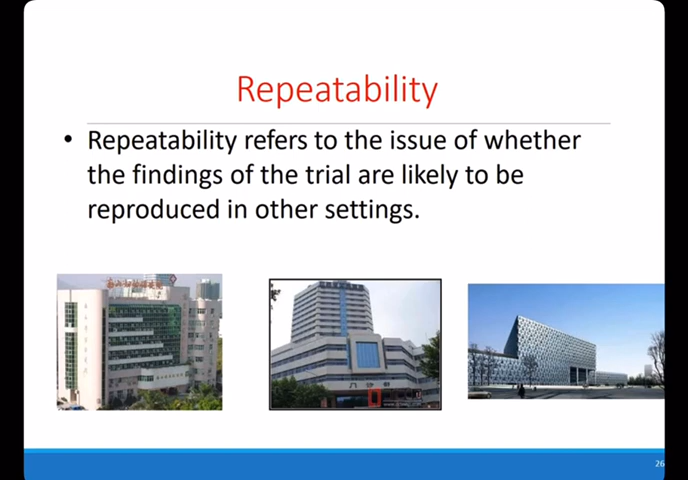 Repeatability
• Repeatability refers to the issue of whether
the findings of the trial are likely to be
reproduced in other settings.
26